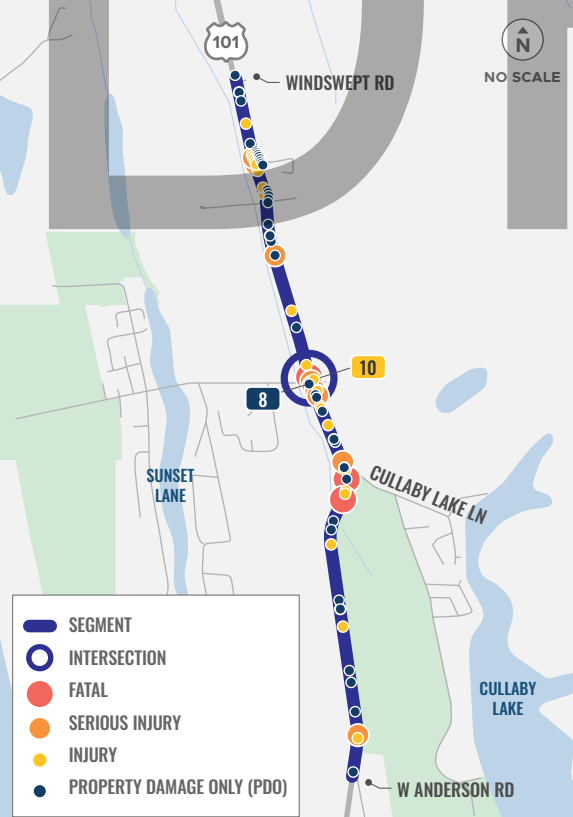 101
N
NO SCALE
WINDSWEPT RD
10
8
SUNSET
LANE
CULLABY LAKE LN
SEGMENT
INTERSECTION
FATAL
SERIOUS INJURY
INJURY
PROPERTY DAMAGE ONLY (PDO)
CULLABY
LAKE
W ANDERSON RD